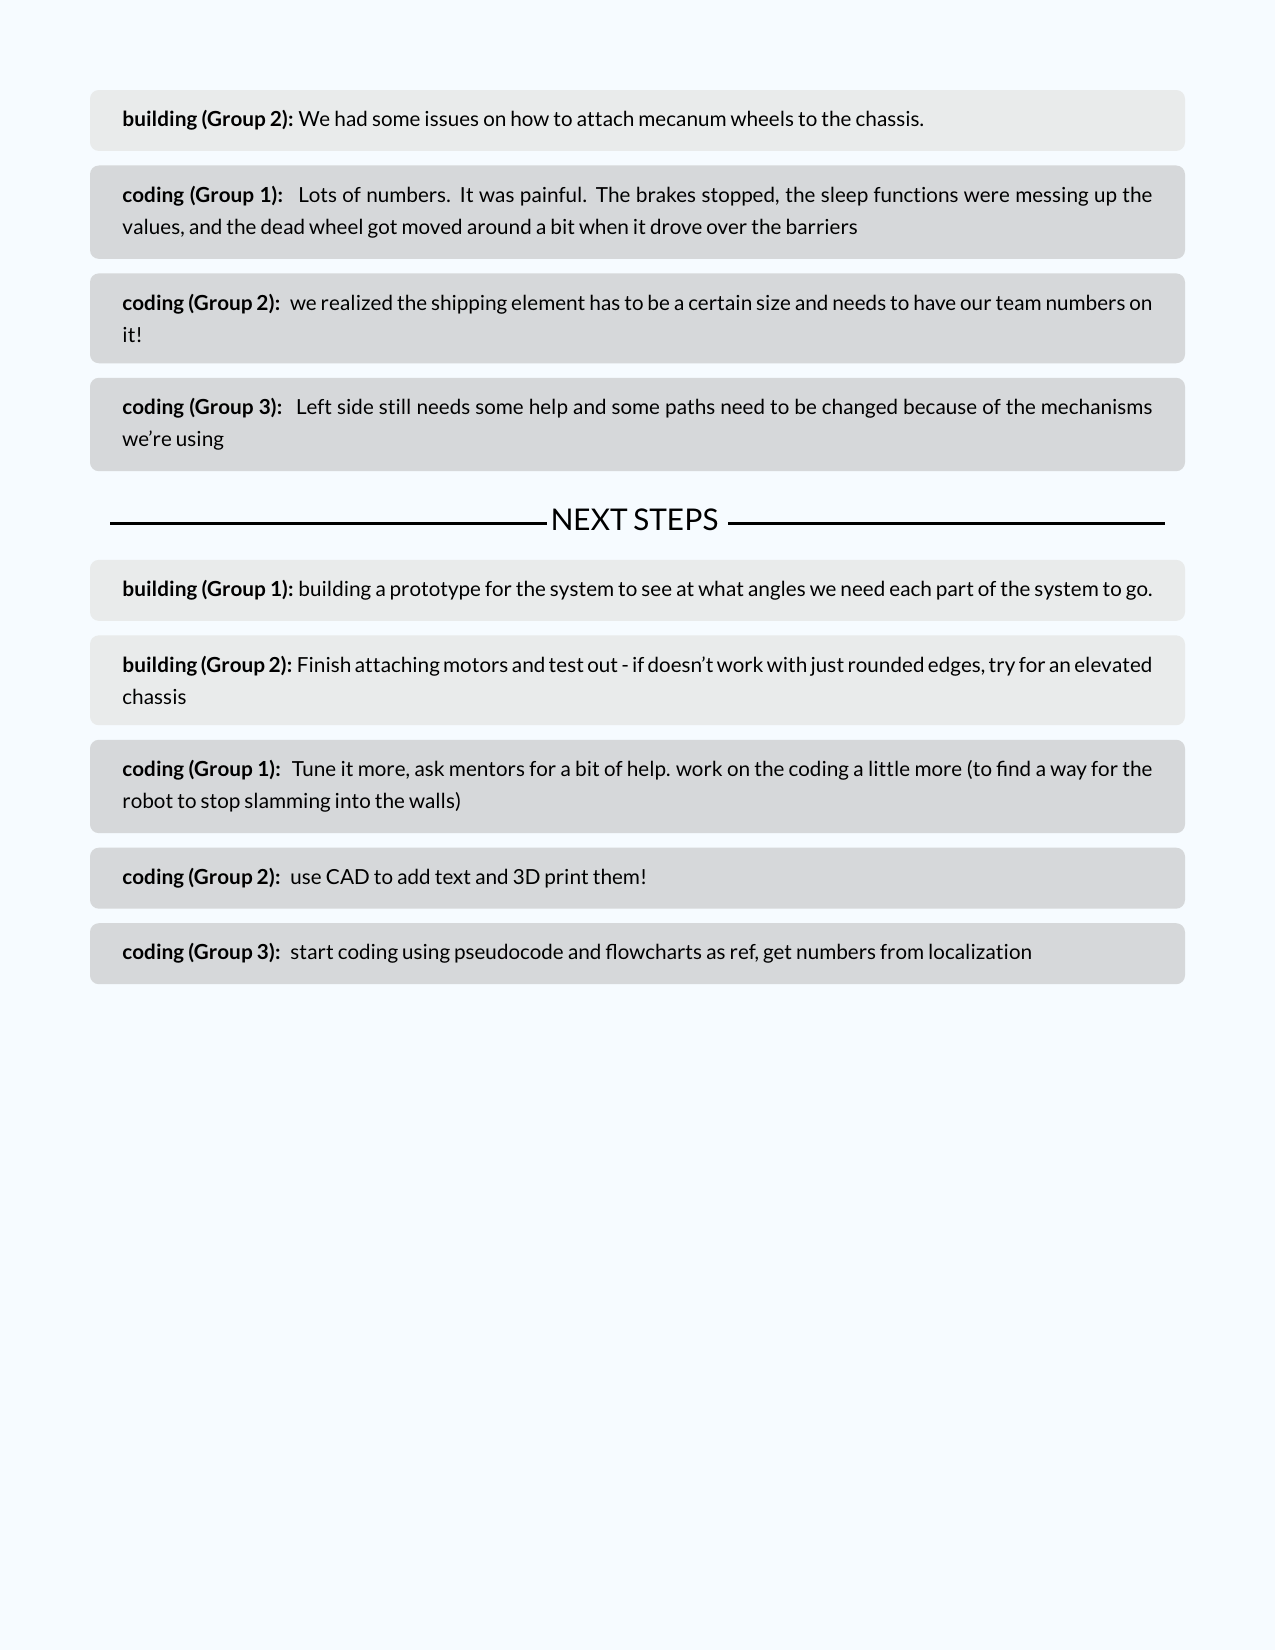 building (Group 2): We had some issues on how to attach mecanum wheels to the chassis.
coding (Group 1): Lots of numbers. It was painful. The brakes stopped, the sleep functions were messing up the
values, and the dead wheel got moved around a bit when it drove over the barriers
coding (Group 2): we realized the shipping element has to be a certain size and needs to have our team numbers on
it!
coding (Group 3): Left side still needs some help and some paths need to be changed because of the mechanisms
we’re using
NEXT STEPS
building (Group 1): building a prototype for the system to see at what angles we need each part of the system to go.
building (Group 2): Finish attaching motors and test out - if doesn’t work with just rounded edges, try for an elevated
chassis
coding (Group 1): Tune it more, ask mentors for a bit of help. work on the coding a little more (to find a way for the
robot to stop slamming into the walls)
coding (Group 2): use CAD to add text and 3D print them!
coding (Group 3): start coding using pseudocode and flowcharts as ref, get numbers from localization